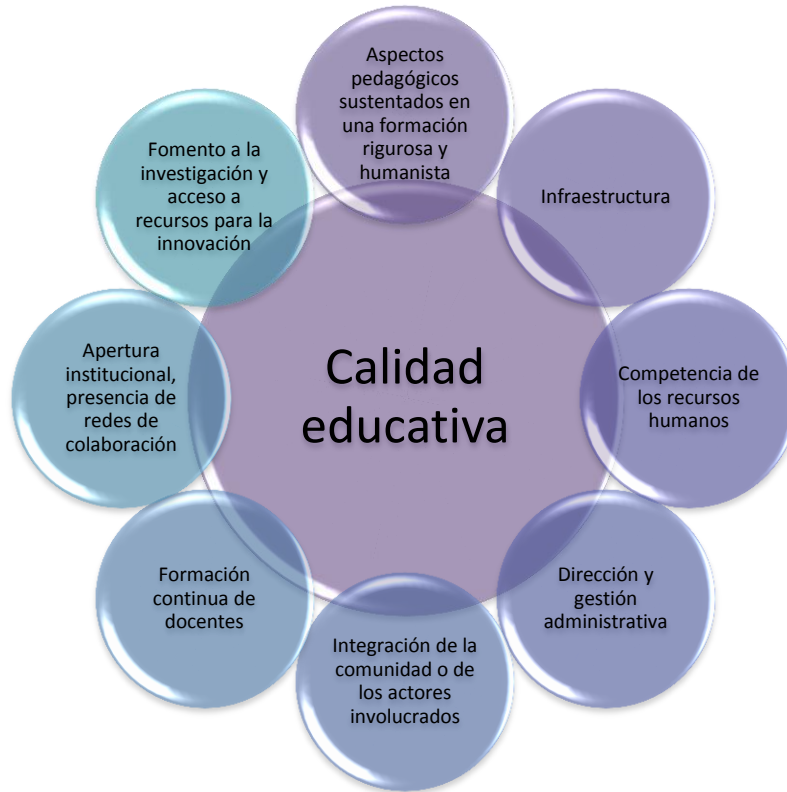 Aspectos
pedagógicos
sustentados en
una formación
rigurosa y
humanista
Infraestructura
Competencia de
los recursos
humanos
Dirección y
gestión
administrativa
Integración de la
comunidad o de
los actores
involucrados
Formación
continua de
docentes
Apertura
institucional,
presencia de
redes de
colaboración
Fomento a la
investigación y
acceso a
recursos para la
innovación
Calidad
educativa